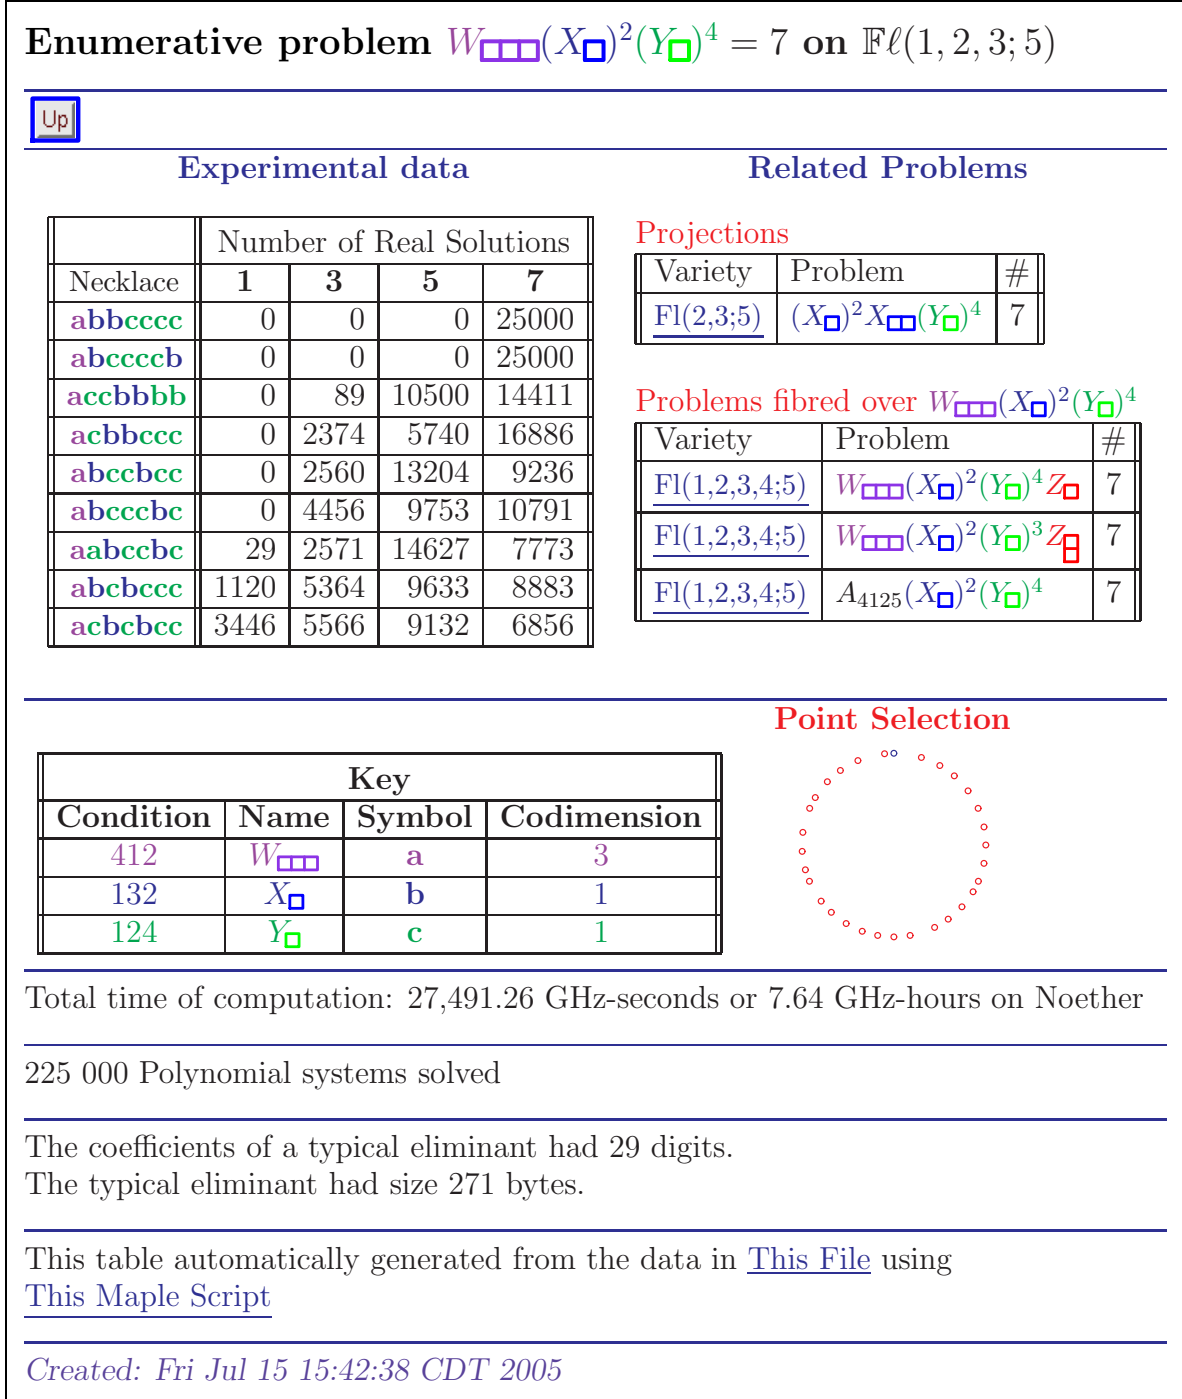 Enumerative problem W□□□(X□)²(Y□)⁴ = 7 on 𝔽ℓ(1, 2, 3; 5)
Up
Experimental data
Number of Real Solutions
Necklace 1 3 5 7
abbcccc 0 0 0 25000
abccccb 0 0 0 25000
accbbbb 0 89 10500 14411
acbbccc 0 2374 5740 16886
abccbcc 0 2560 13204 9236
abcccbc 0 4456 9753 10791
aabccbc 29 2571 14627 7773
abcbccc 1120 5364 9633 8883
acbcbcc 3446 5566 9132 6856
Related Problems
Projections
Variety Problem #
Fl(2,3;5) (X□)²X□□(Y□)⁴ 7
Problems fibred over W□□□(X□)²(Y□)⁴
Variety Problem #
Fl(1,2,3,4;5) W□□□(X□)²(Y□)⁴Z□ 7
Fl(1,2,3,4;5) W□□□(X□)²(Y□)³Z⊟ 7
Fl(1,2,3,4;5) A₄₁₂₅(X□)²(Y□)⁴ 7
Key
Condition Name Symbol Codimension
412 W□□□ a 3
132 X□ b 1
124 Y□ c 1
Point Selection
Total time of computation: 27,491.26 GHz-seconds or 7.64 GHz-hours on Noether
225 000 Polynomial systems solved
The coefficients of a typical eliminant had 29 digits.
The typical eliminant had size 271 bytes.
This table automatically generated from the data in This File using
This Maple Script
Created: Fri Jul 15 15:42:38 CDT 2005